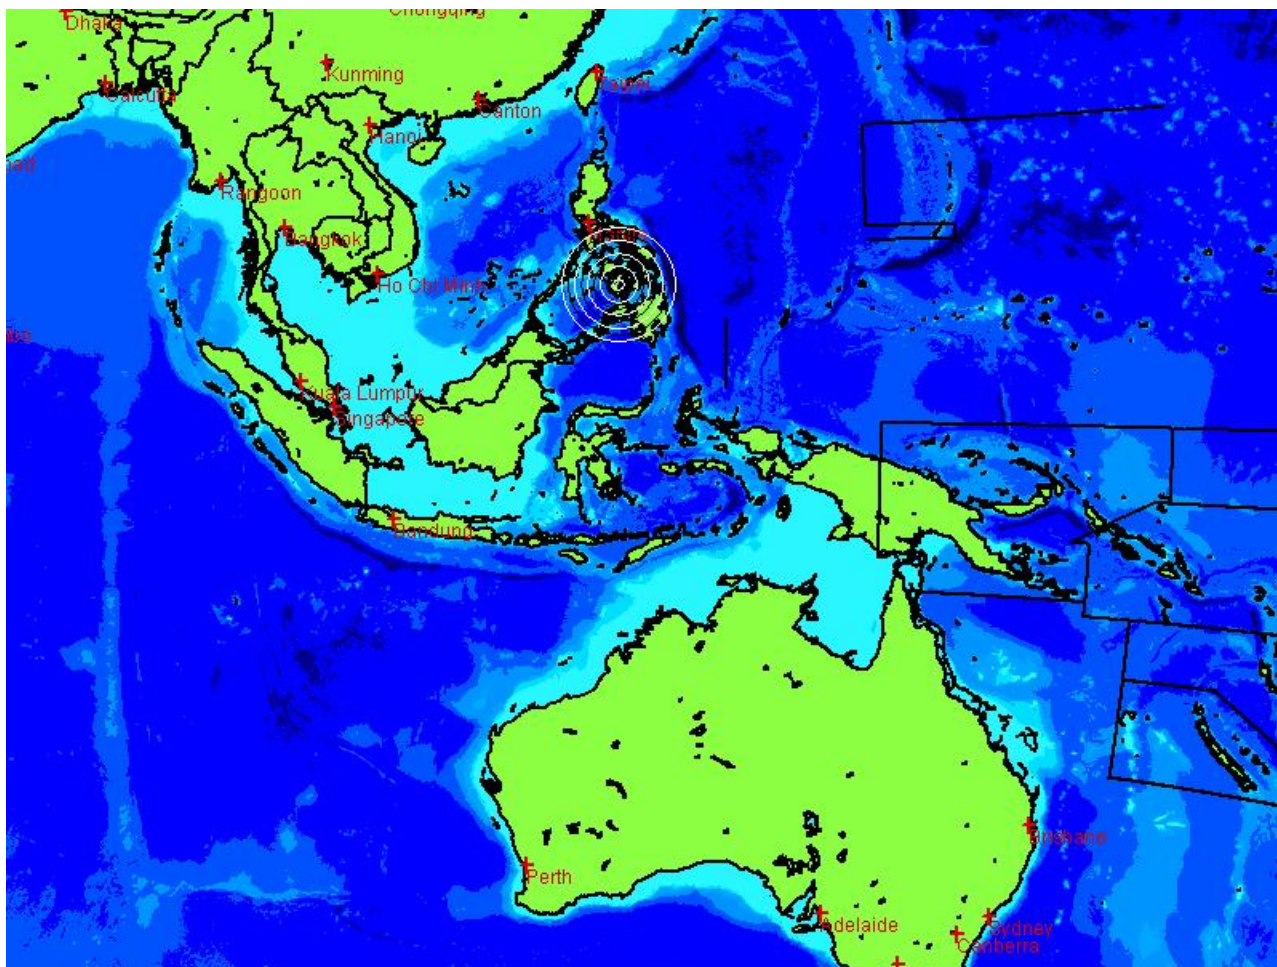 Chongqing
Dhaka
Kunming
Taipei
Calcutta
Canton
Hanoi
Rangoon
Bangkok
Ho Chi Minh
Kuala Lumpur
Singapore
Bandung
Brisbane
Perth
Adelaide
Sydney
Canberra